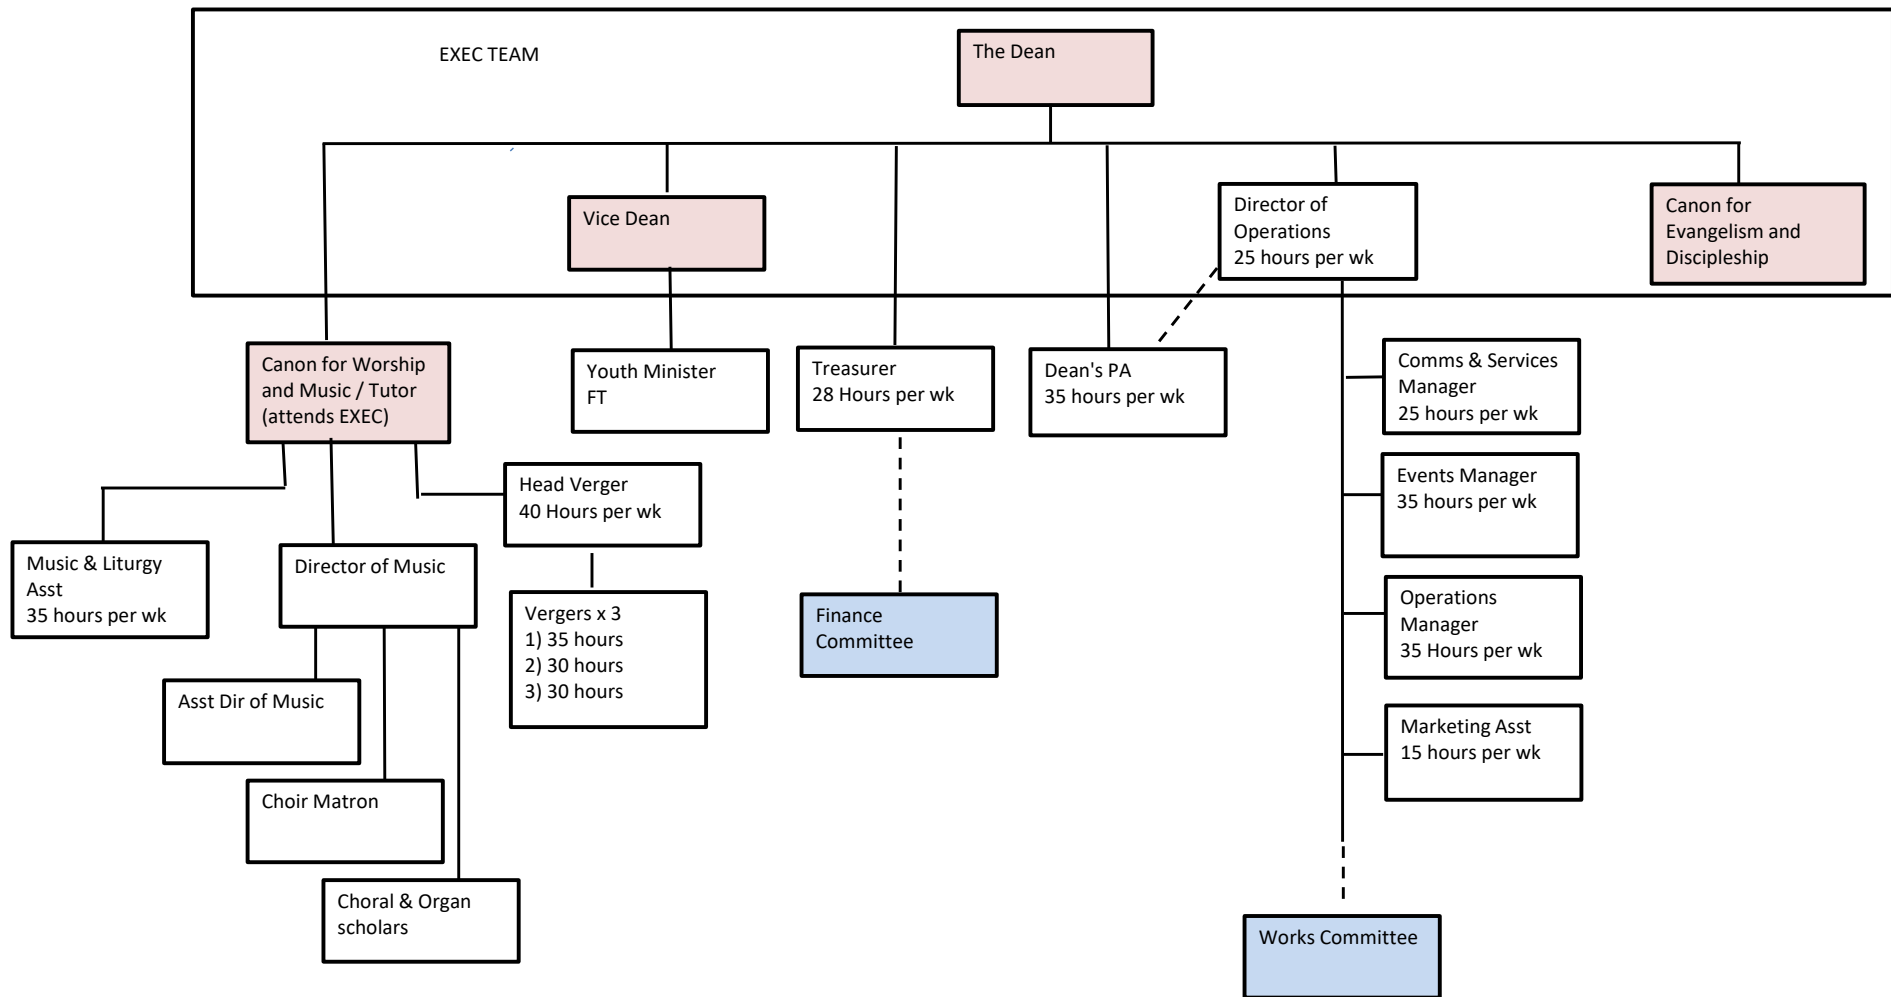 EXEC TEAM
The Dean
Vice Dean
Director of
Operations
25 hours per wk
Canon for
Evangelism and
Discipleship
Canon for Worship
and Music / Tutor
(attends EXEC)
Youth Minister
FT
Treasurer
28 Hours per wk
Dean's PA
35 hours per wk
Comms & Services
Manager
25 hours per wk
Head Verger
40 Hours per wk
Events Manager
35 hours per wk
Music & Liturgy
Asst
35 hours per wk
Director of Music
Vergers x 3
1) 35 hours
2) 30 hours
3) 30 hours
Finance
Committee
Operations
Manager
35 Hours per wk
Asst Dir of Music
Marketing Asst
15 hours per wk
Choir Matron
Choral & Organ
scholars
Works Committee